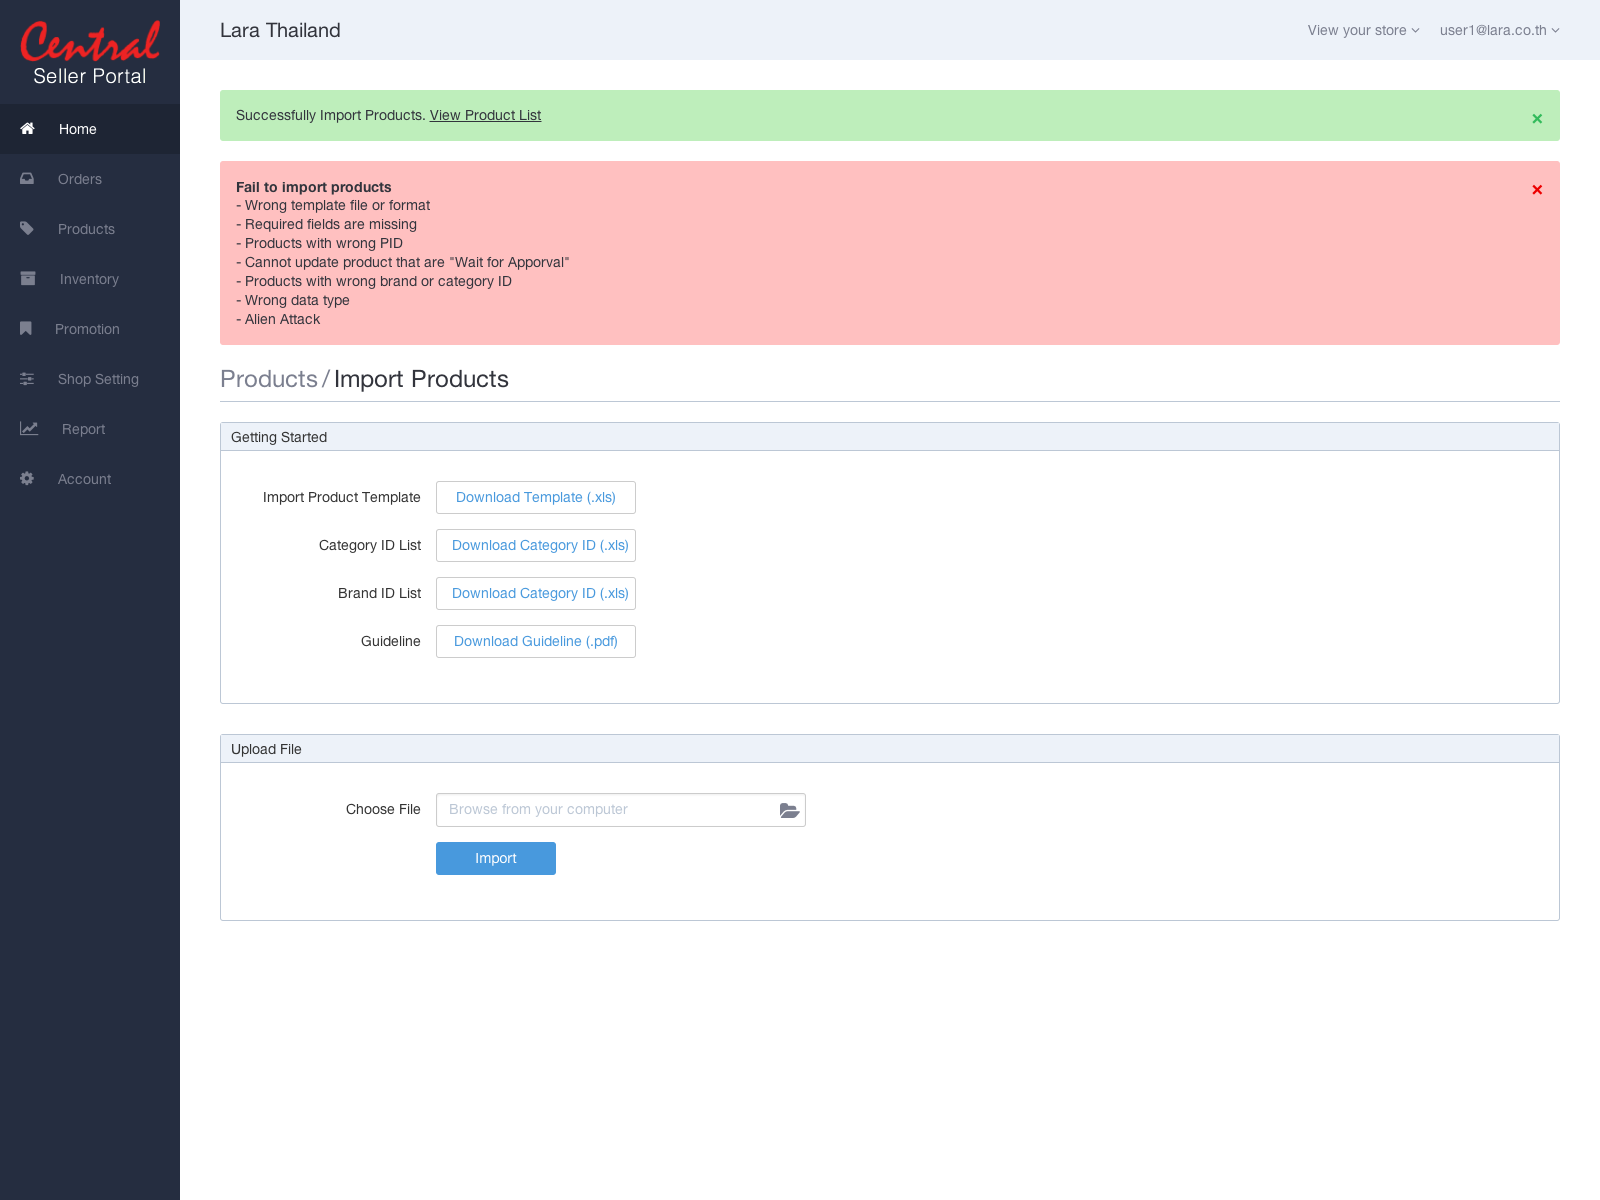 Central
Seller Portal
Lara Thailand
View your store
user1@lara.co.th
Home
Orders
Products
Inventory
Promotion
Shop Setting
Report
Account
Successfully Import Products. View Product List
Fail to import products
- Wrong template file or format
- Required fields are missing
- Products with wrong PID
- Cannot update product that are "Wait for Apporval"
- Products with wrong brand or category ID
- Wrong data type
- Alien Attack
Products / Import Products
Getting Started
Import Product Template Download Template (.xls)
Category ID List Download Category ID (.xls)
Brand ID List Download Category ID (.xls)
Guideline Download Guideline (.pdf)
Upload File
Choose File Browse from your computer
Import